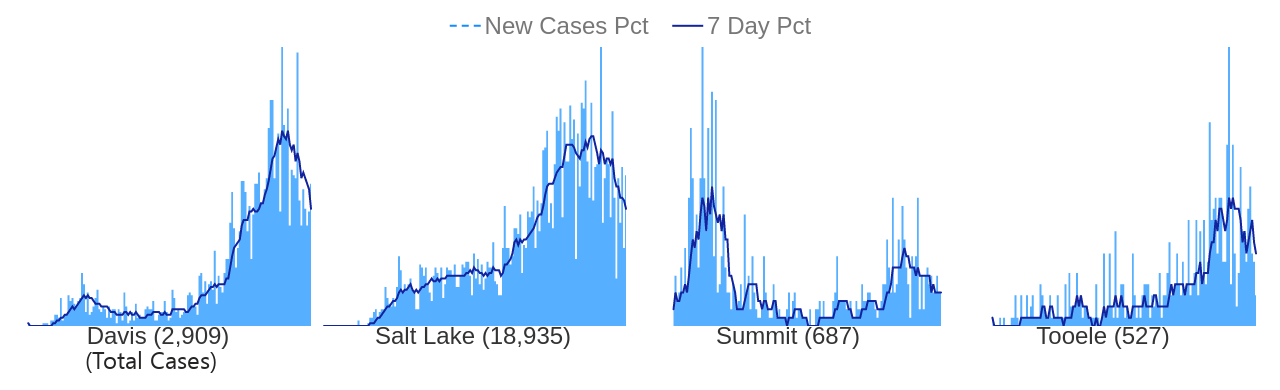 New Cases Pct 7 Day Pct
Davis (2,909) Salt Lake (18,935) Summit (687) Tooele (527)
(Total Cases)